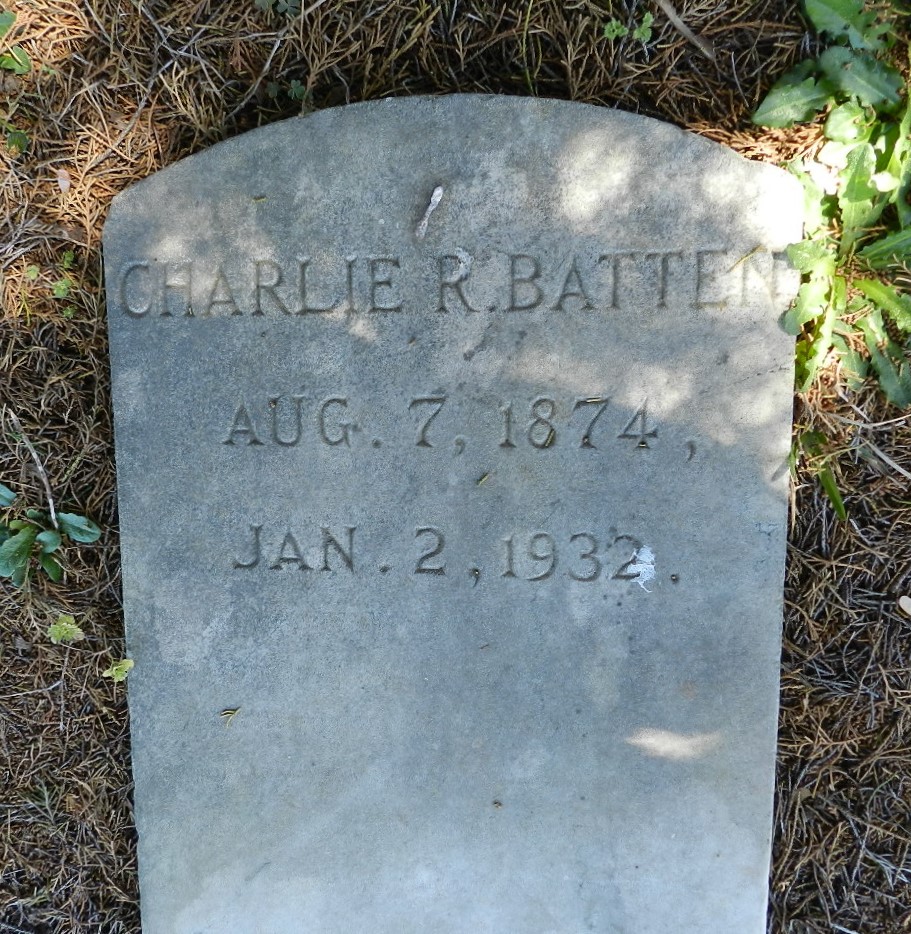 CHARLIE R. BATTEN
AUG. 7, 1874,
JAN. 2, 1932.